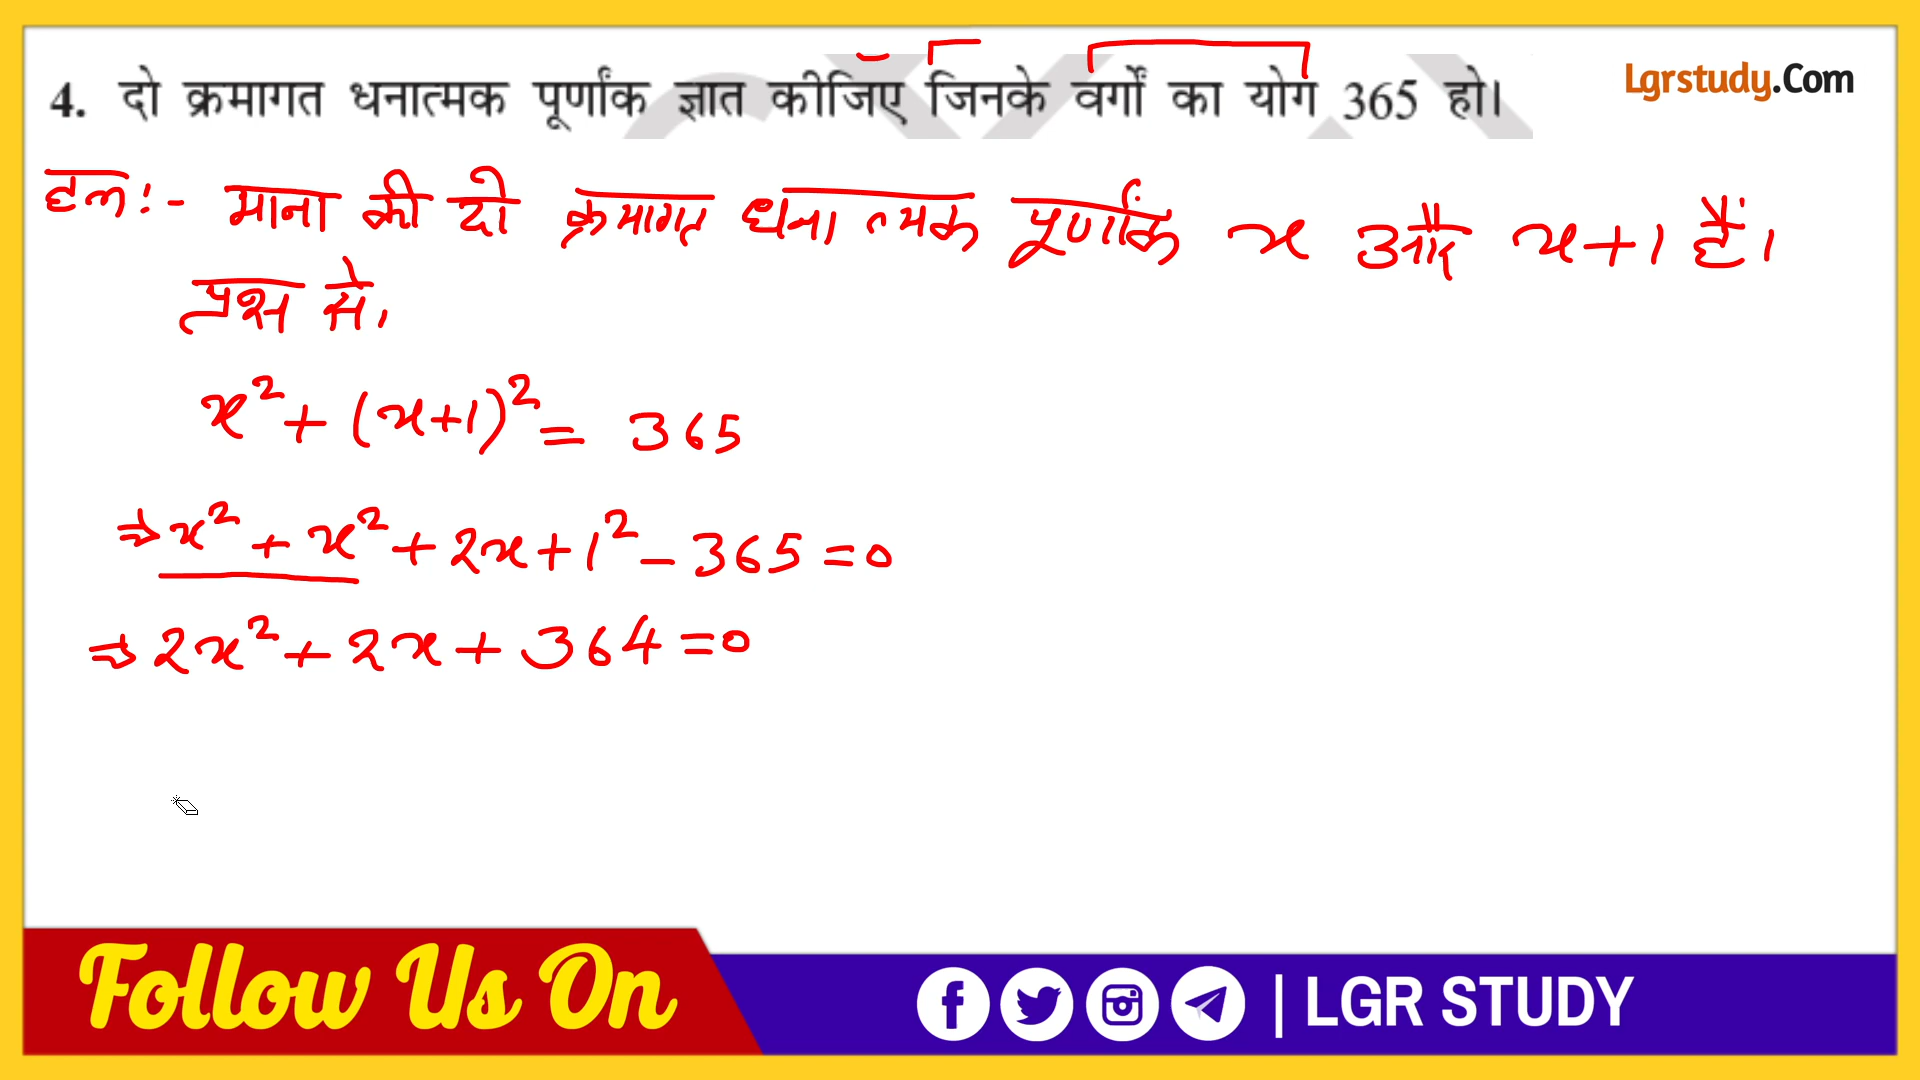 4. दो क्रमागत धनात्मक पूर्णांक ज्ञात कीजिए जिनके वर्गों का योग 365 हो।
Lgrstudy.Com
हल:- माना की दो क्रमागत धनात्मक पूर्णांक x और x+1 हैं।
प्रश्न से,
x² + (x+1)² = 365
⇒ x² + x² + 2x + 1² - 365 = 0
⇒ 2x² + 2x + 364 = 0
Follow Us On
| LGR STUDY